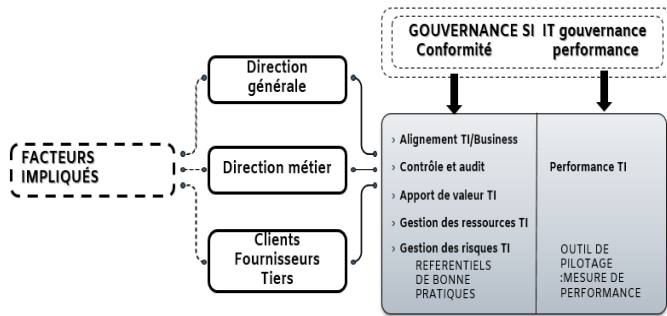 GOUVERNANCE SI IT gouvernance
Conformité performance
Direction
générale
FACTEURS
IMPLIQUÉS
Direction métier
Clients
Fournisseurs
Tiers
› Alignement TI/Business
› Contrôle et audit
› Apport de valeur TI
› Gestion des ressources TI
› Gestion des risques TI
REFERENTIELS
DE BONNE
PRATIQUES
Performance TI
OUTIL DE
PILOTAGE
:MESURE DE
PERFORMANCE